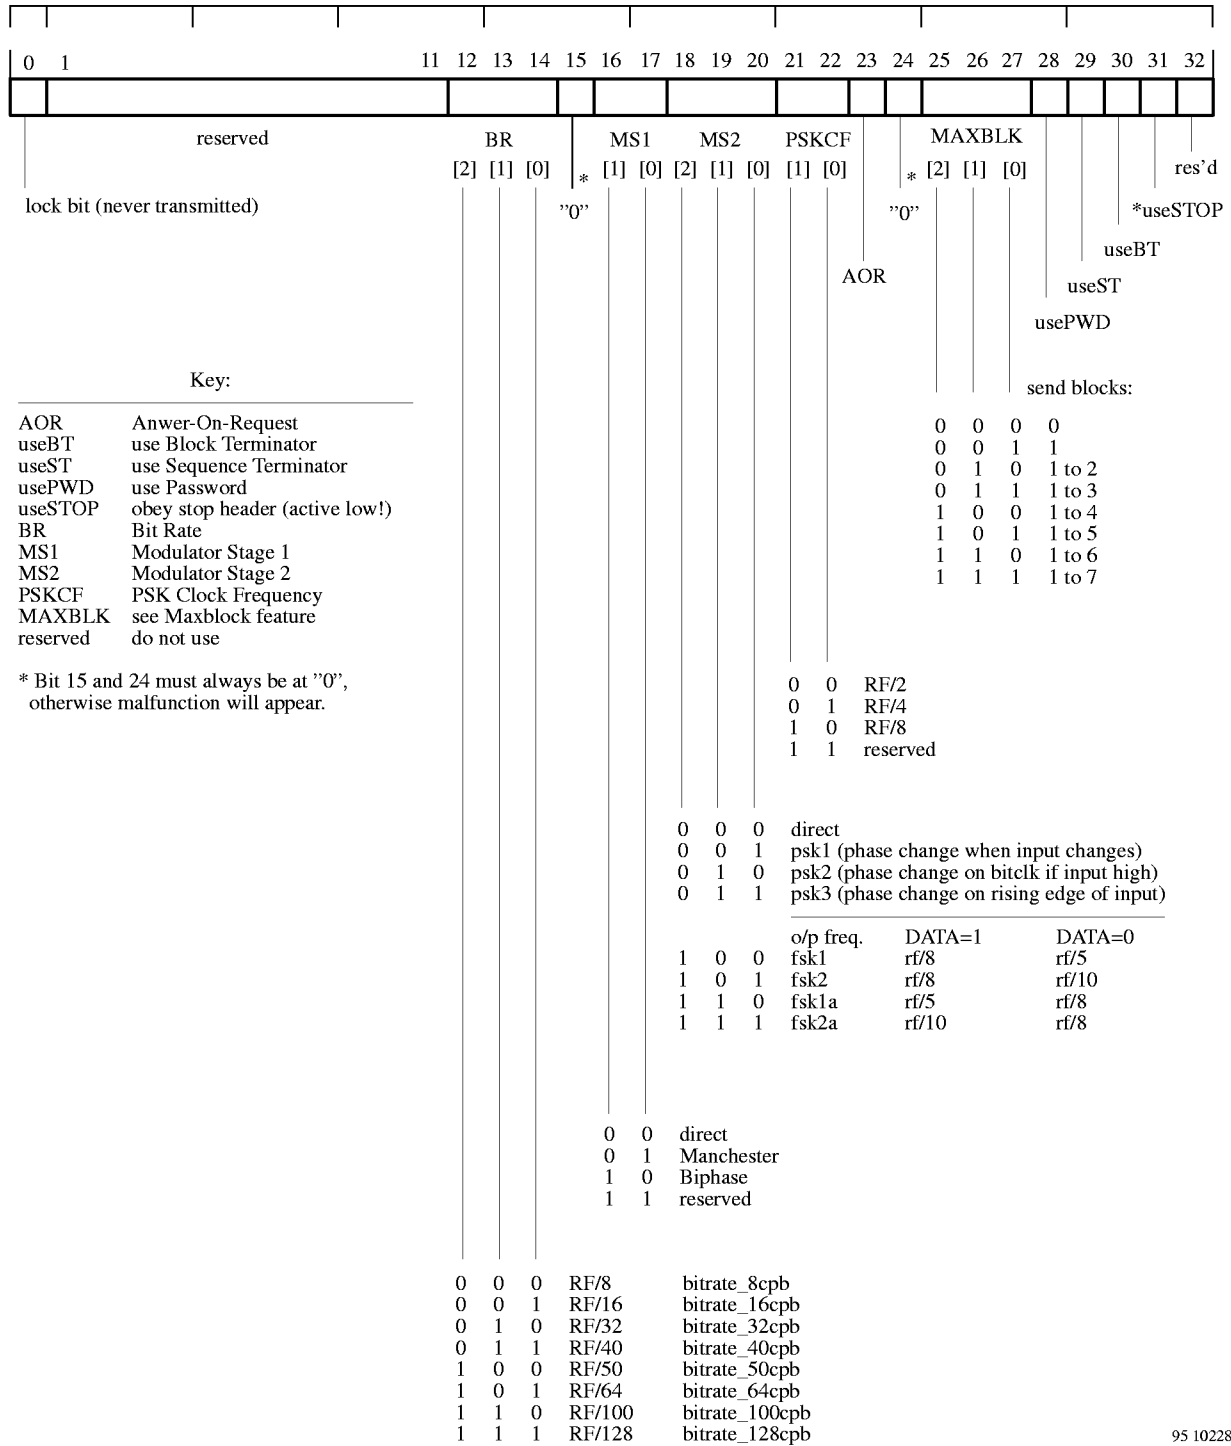 0 1 11 12 13 14 15 16 17 18 19 20 21 22 23 24 25 26 27 28 29 30 31 32
reserved BR MS1 MS2 PSKCF MAXBLK
[2] [1] [0] * [1] [0] [2] [1] [0] [1] [0] * [2] [1] [0] res’d
lock bit (never transmitted) ”0” ”0” *useSTOP
useBT
AOR useST
usePWD
Key:
AOR Anwer-On-Request
useBT use Block Terminator
useST use Sequence Terminator
usePWD use Password
useSTOP obey stop header (active low!)
BR Bit Rate
MS1 Modulator Stage 1
MS2 Modulator Stage 2
PSKCF PSK Clock Frequency
MAXBLK see Maxblock feature
reserved do not use
* Bit 15 and 24 must always be at ”0”,
otherwise malfunction will appear.
send blocks:
0 0 0 0
0 0 1 1
0 1 0 1 to 2
0 1 1 1 to 3
1 0 0 1 to 4
1 0 1 1 to 5
1 1 0 1 to 6
1 1 1 1 to 7
0 0 RF/2
0 1 RF/4
1 0 RF/8
1 1 reserved
0 0 0 direct
0 0 1 psk1 (phase change when input changes)
0 1 0 psk2 (phase change on bitclk if input high)
0 1 1 psk3 (phase change on rising edge of input)
o/p freq. DATA=1 DATA=0
1 0 0 fsk1 rf/8 rf/5
1 0 1 fsk2 rf/8 rf/10
1 1 0 fsk1a rf/5 rf/8
1 1 1 fsk2a rf/10 rf/8
0 0 direct
0 1 Manchester
1 0 Biphase
1 1 reserved
0 0 0 RF/8 bitrate_8cpb
0 0 1 RF/16 bitrate_16cpb
0 1 0 RF/32 bitrate_32cpb
0 1 1 RF/40 bitrate_40cpb
1 0 0 RF/50 bitrate_50cpb
1 0 1 RF/64 bitrate_64cpb
1 1 0 RF/100 bitrate_100cpb
1 1 1 RF/128 bitrate_128cpb
95 10228